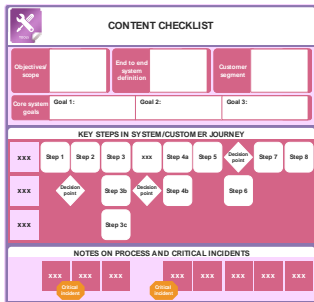 CONTENT CHECKLIST
Objectives/
scope
End to end
system
definition
Customer
segment
Core system
goals
Goal 1:
Goal 2:
Goal 3:
KEY STEPS IN SYSTEM/CUSTOMER JOURNEY
xxx
Step 1
Step 2
Step 3
xxx
Step 4a
Step 5
Decision
point
Step 7
Step 8
xxx
Decision
point
Step 3b
Decision
point
Step 4b
Step 6
xxx
Step 3c
NOTES ON PROCESS AND CRITICAL INCIDENTS
xxx
xxx
xxx
xxx
xxx
xxx
xxx
xxx
Critical
incident
Critical
incident